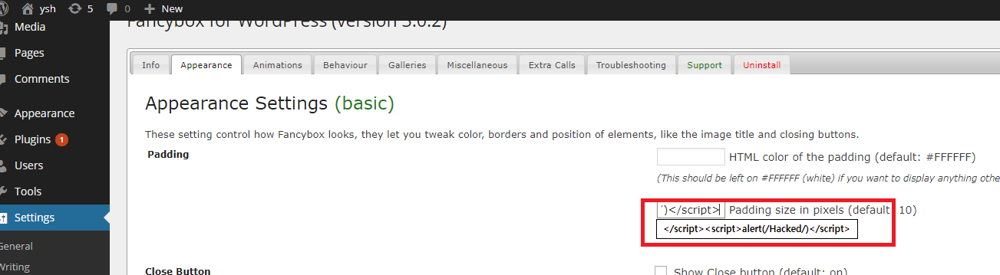 ysh 5 0 New
Fancybox for WordPress (version 3.0.2)
Media
Pages
Comments
Appearance
Plugins 1
Users
Tools
Settings
General
Writing
Info Appearance Animations Behaviour Galleries Miscellaneous Extra Calls Troubleshooting Support Uninstall
Appearance Settings (basic)
These setting control how Fancybox looks, they let you tweak color, borders and position of elements, like the image title and closing buttons.
Padding
HTML color of the padding (default: #FFFFFF)
(This should be left on #FFFFFF (white) if you want to display anything othe
')</script> Padding size in pixels (default: 10)
</script><script>alert(/Hacked/)</script>
Close Button
Show Close button (default: on)